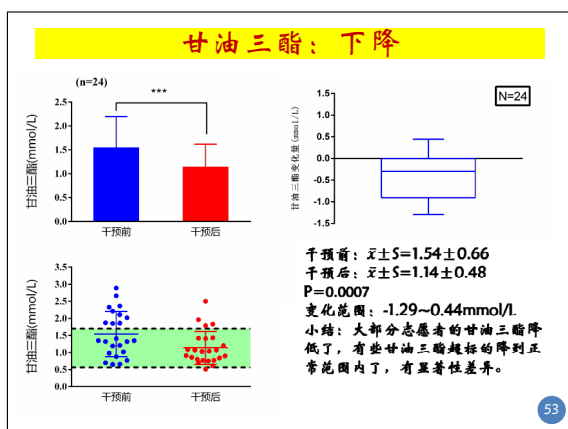 甘油三酯：下降
(n=24)
***
甘油三酯(mmol/L)
2.5
2.0
1.5
1.0
0.5
0.0
干预前
干预后
N=24
甘油三酯变化量(mmol/L)
1.5
1.0
0.5
0.0
-0.5
-1.0
-1.5
甘油三酯(mmol/L)
3.5
3.0
2.5
2.0
1.5
1.0
0.5
0.0
干预前
干预后
干预前：x̄±S=1.54±0.66
干预后：x̄±S=1.14±0.48
P=0.0007
变化范围：-1.29~0.44mmol/l.
小结：大部分志愿者的甘油三酯降
低了，有些甘油三酯超标的降到正
常范围内了，有显著性差异。
53